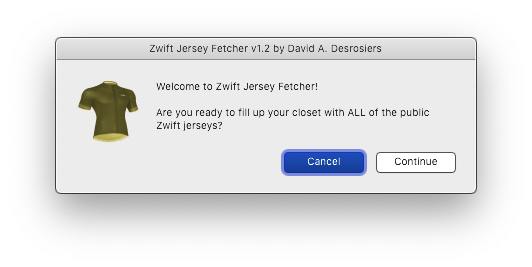 Zwift Jersey Fetcher v1.2 by David A. Desrosiers
Welcome to Zwift Jersey Fetcher!
Are you ready to fill up your closet with ALL of the public
Zwift jerseys?
Cancel
Continue